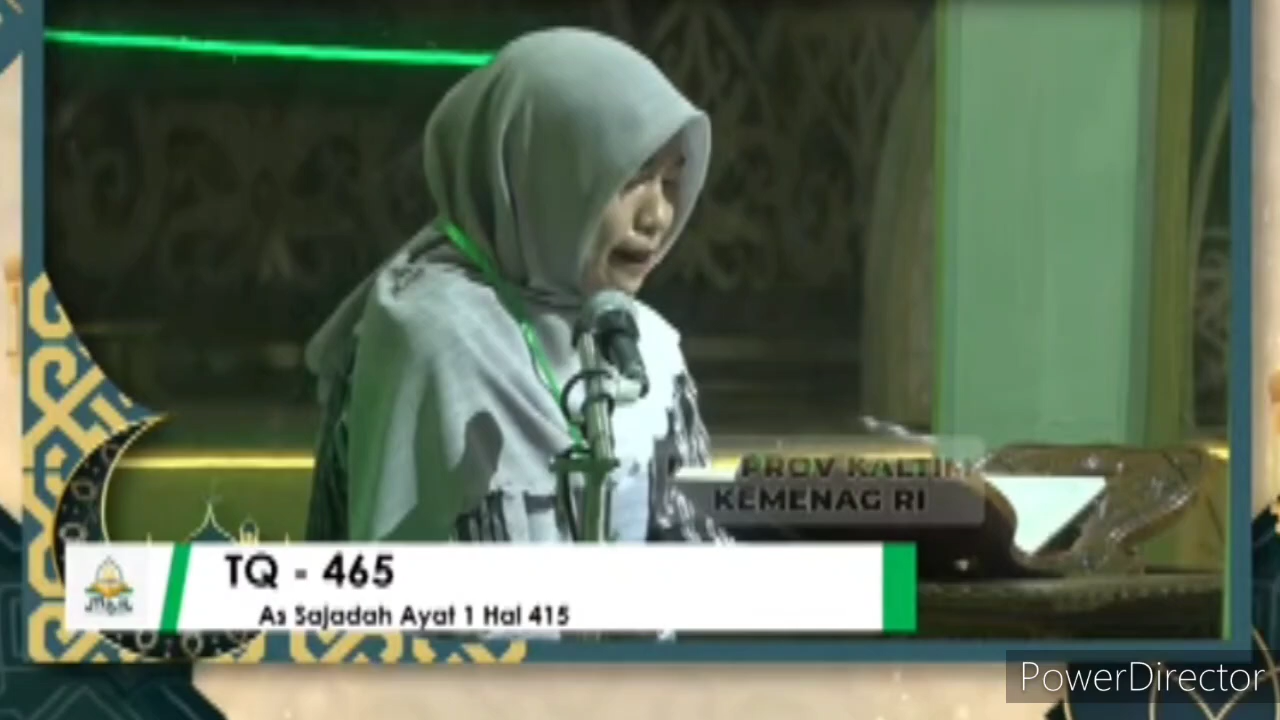 PROV KALTIM
KEMENAG RI
TQ - 465
As Sajadah Ayat 1 Hal 415
PowerDirector